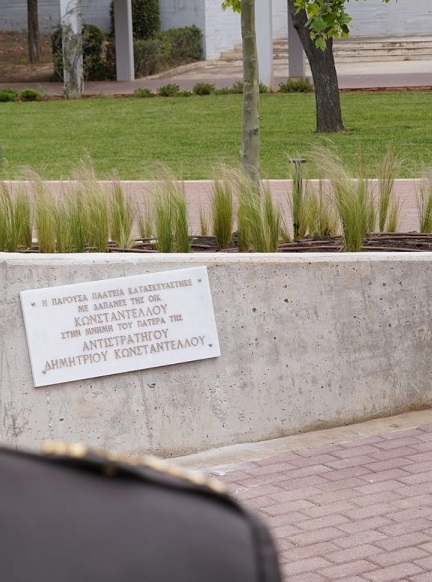 Η ΠΑΡΟΥΣΑ ΠΛΑΤΕΙΑ ΚΑΤΑΣΚΕΥΑΣΤΗΚΕ
ΜΕ ΔΑΠΑΝΕΣ ΤΗΣ ΟΙΚ.
ΚΩΝΣΤΑΝΤΕΛΛΟΥ
ΣΤΗΝ ΜΝΗΜΗ ΤΟΥ ΠΑΤΕΡΑ ΤΗΣ
ΑΝΤΙΣΤΡΑΤΗΓΟΥ
ΔΗΜΗΤΡΙΟΥ ΚΩΝΣΤΑΝΤΕΛΛΟΥ